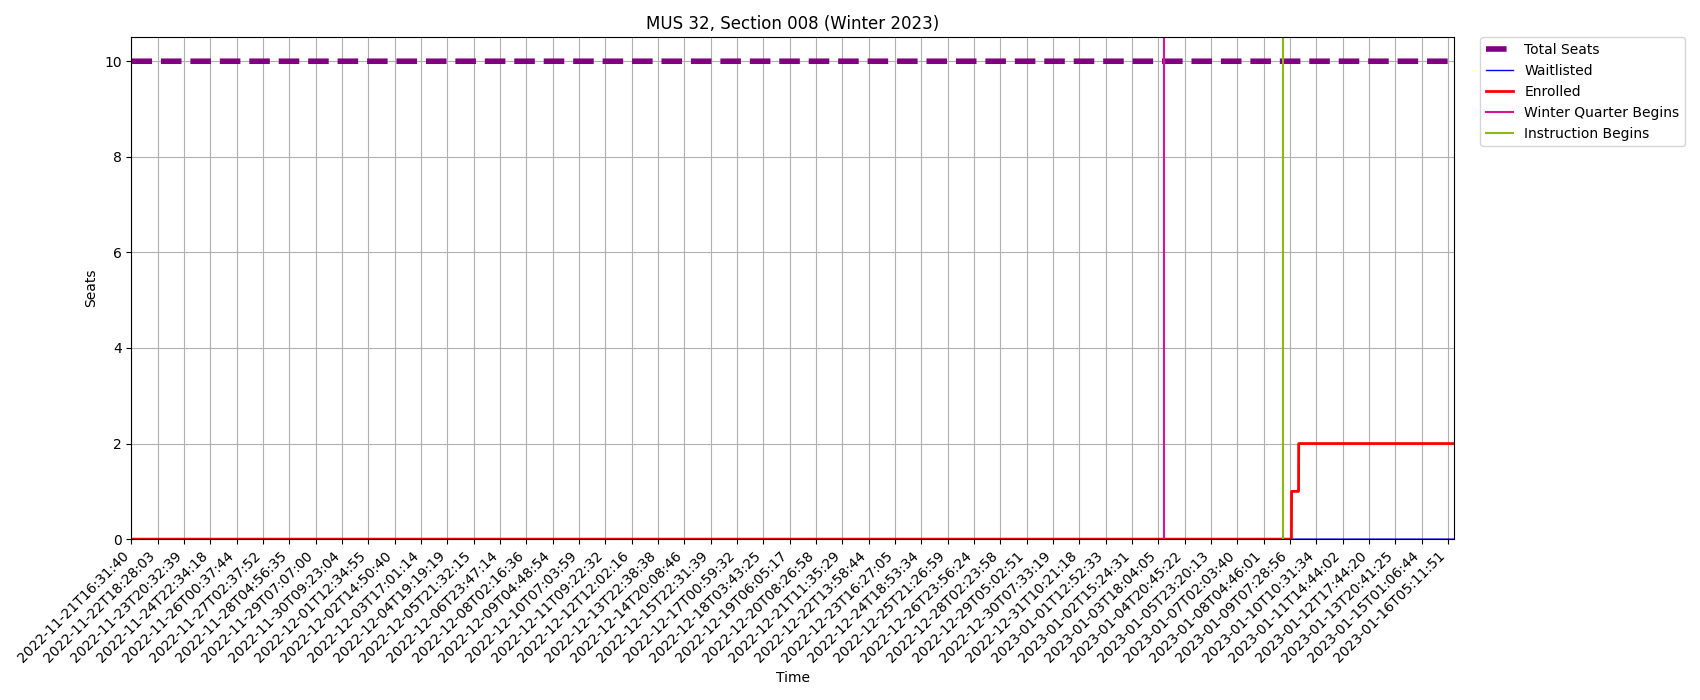 MUS 32, Section 008 (Winter 2023)
Total Seats
Waitlisted
Enrolled
Winter Quarter Begins
Instruction Begins
Seats
10
8
6
4
2
0
2022-11-21T16:31:40
2022-11-22T18:28:03
2022-11-23T20:32:39
2022-11-24T22:34:18
2022-11-26T00:37:44
2022-11-27T02:37:52
2022-11-28T04:56:35
2022-11-29T07:07:00
2022-11-30T09:23:04
2022-12-01T12:34:55
2022-12-02T14:50:40
2022-12-03T17:01:14
2022-12-04T19:19:19
2022-12-05T21:32:15
2022-12-06T23:47:14
2022-12-08T02:16:36
2022-12-09T04:48:54
2022-12-10T07:03:59
2022-12-11T09:22:32
2022-12-12T12:02:16
2022-12-13T22:38:38
2022-12-14T20:08:46
2022-12-15T22:31:39
2022-12-17T00:59:32
2022-12-18T03:43:25
2022-12-19T06:05:17
2022-12-20T08:26:58
2022-12-21T11:35:29
2022-12-22T13:58:44
2022-12-23T16:27:05
2022-12-24T18:53:34
2022-12-25T21:26:59
2022-12-26T23:56:24
2022-12-28T02:23:58
2022-12-29T05:02:51
2022-12-30T07:33:19
2022-12-31T10:21:18
2023-01-01T12:52:33
2023-01-02T15:24:31
2023-01-03T18:04:05
2023-01-04T20:45:22
2023-01-05T23:20:13
2023-01-07T02:03:40
2023-01-08T04:46:01
2023-01-09T07:28:56
2023-01-10T10:31:34
2023-01-11T14:44:02
2023-01-12T17:44:20
2023-01-13T20:41:25
2023-01-15T01:06:44
2023-01-16T05:11:51
Time